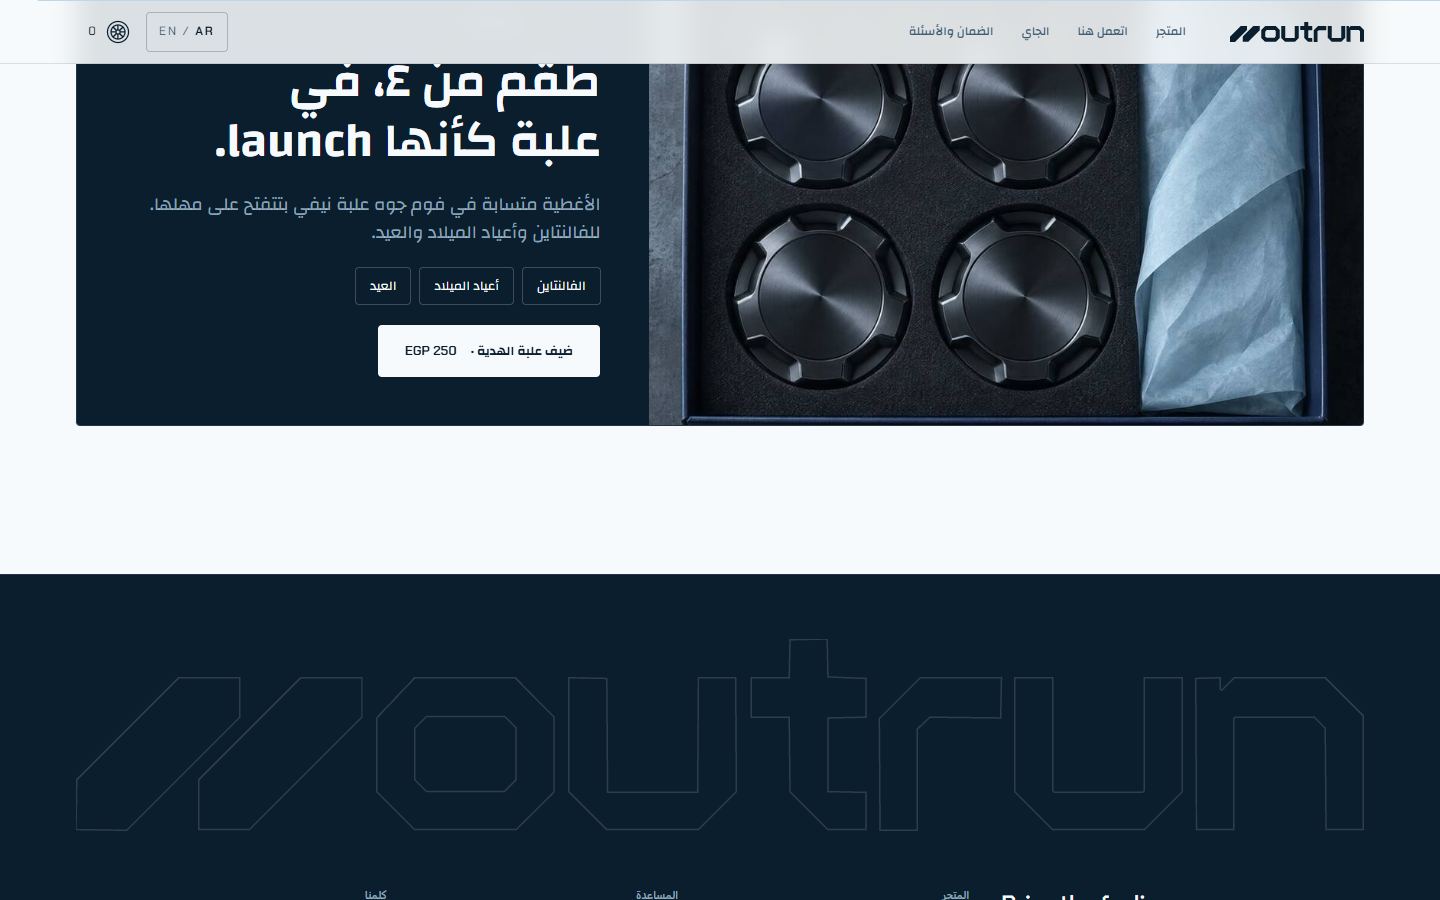 outrun
المتجر
اتعمل هنا
الجاي
الضمان والأسئلة
EN / AR
0
طقم من ٤، في
علبة كأنها launch.
الأغطية متسابة في فوم جوه علبة نيفي بتتفتح على مهلها.
للفالنتاين وأعياد الميلاد والعيد.
الفالنتاين
أعياد الميلاد
العيد
ضيف علبة الهدية · EGP 250
outrun
المتجر
المساعدة
كلمنا